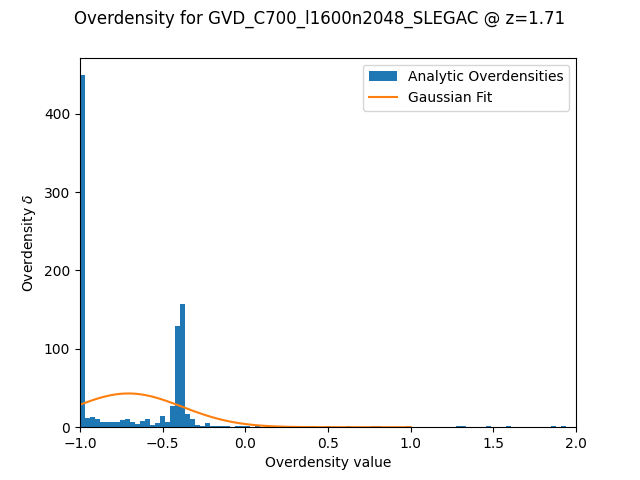 Overdensity for GVD_C700_l1600n2048_SLEGAC @ z=1.71
Analytic Overdensities
Gaussian Fit
Overdensity δ
400
300
200
100
0
−1.0 −0.5 0.0 0.5 1.0 1.5 2.0
Overdensity value